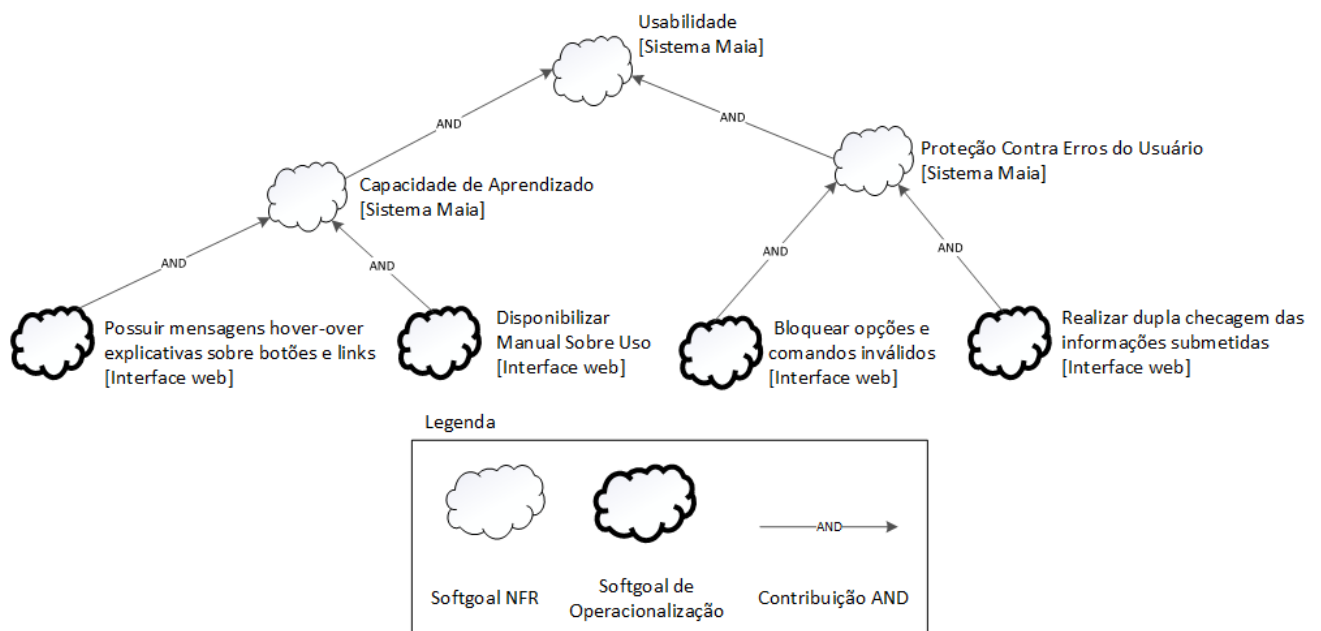 Usabilidade
[Sistema Maia]
AND
AND
Proteção Contra Erros do Usuário
[Sistema Maia]
Capacidade de Aprendizado
[Sistema Maia]
AND
AND
AND
AND
Possuir mensagens hover-over
explicativas sobre botões e links
[Interface web]
Disponibilizar
Manual Sobre Uso
[Interface web]
Bloquear opções e
comandos inválidos
[Interface web]
Realizar dupla checagem das
informações submetidas
[Interface web]
Legenda
AND
Softgoal NFR
Softgoal de
Operacionalização
Contribuição AND